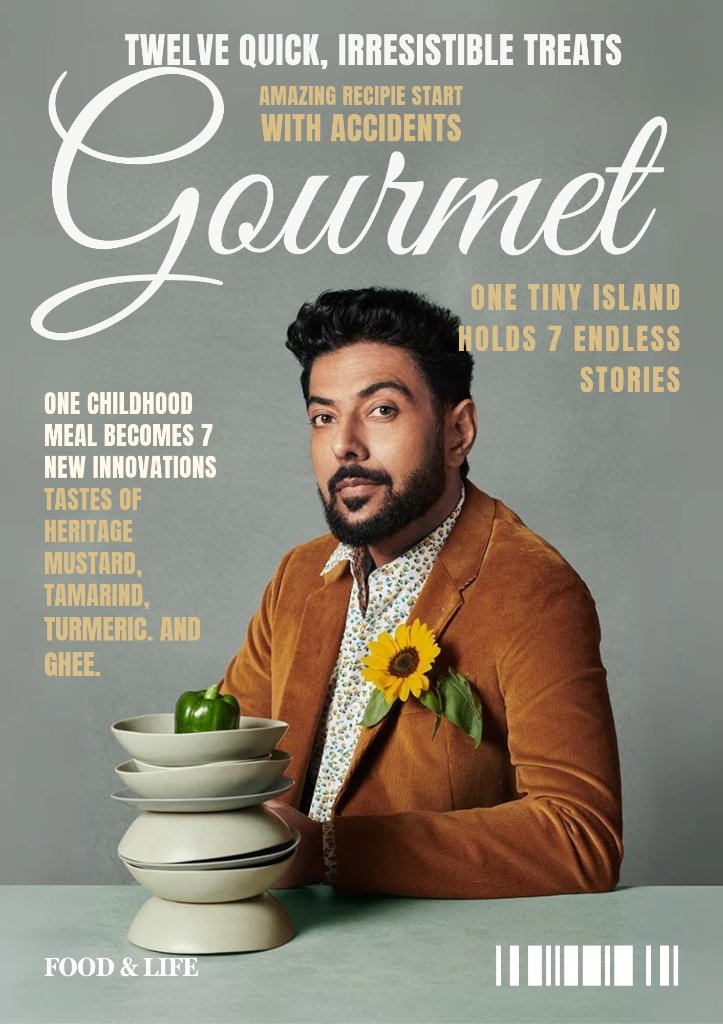 TWELVE QUICK, IRRESISTIBLE TREATS
AMAZING RECIPIE START
WITH ACCIDENTS
Gourmet
ONE TINY ISLAND
HOLDS 7 ENDLESS
STORIES
ONE CHILDHOOD
MEAL BECOMES 7
NEW INNOVATIONS
TASTES OF
HERITAGE
MUSTARD,
TAMARIND,
TURMERIC. AND
GHEE.
FOOD & LIFE